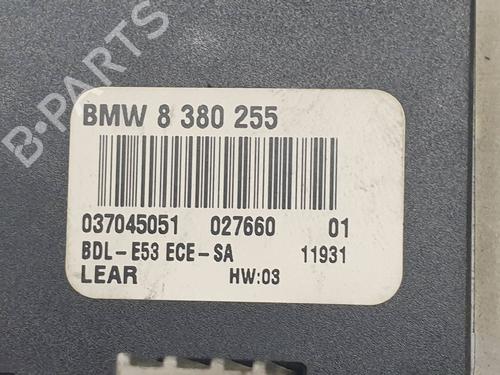 B-PARTS
BMW 8 380 255
037045051 027660 01
BDL-E53 ECE-SA 11931
LEAR HW:03